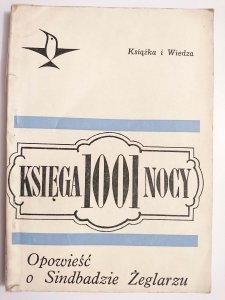 Książka i Wiedza
KSIĘGA 1001 NOCY
Opowieść
o Sindbadzie Żeglarzu